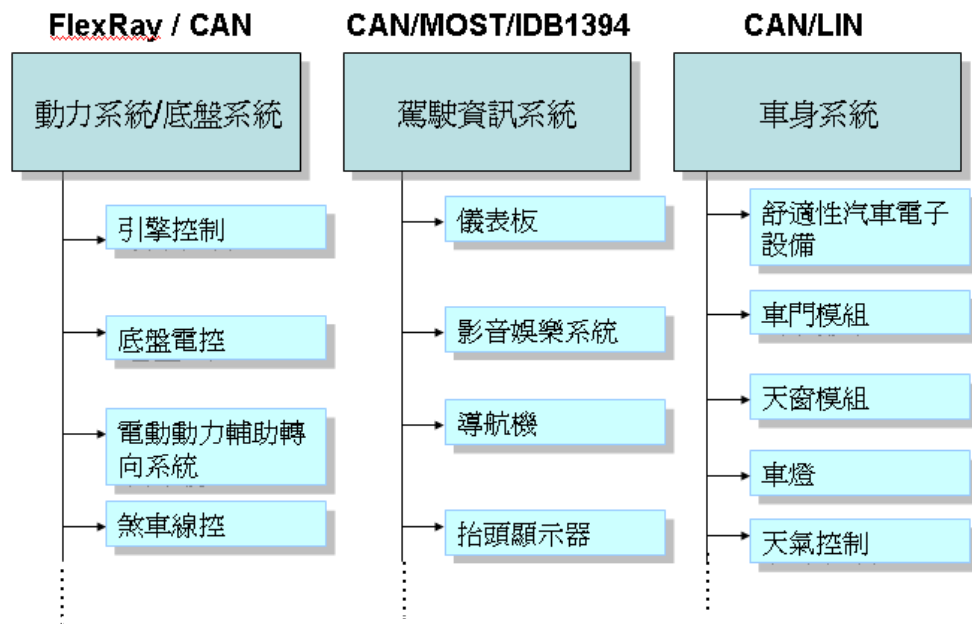 FlexRay / CAN
動力系統/底盤系統
引擎控制
底盤電控
電動動力輔助轉
向系統
煞車線控
CAN/MOST/IDB1394
駕駛資訊系統
儀表板
影音娛樂系統
導航機
抬頭顯示器
CAN/LIN
車身系統
舒適性汽車電子
設備
車門模組
天窗模組
車燈
天氣控制